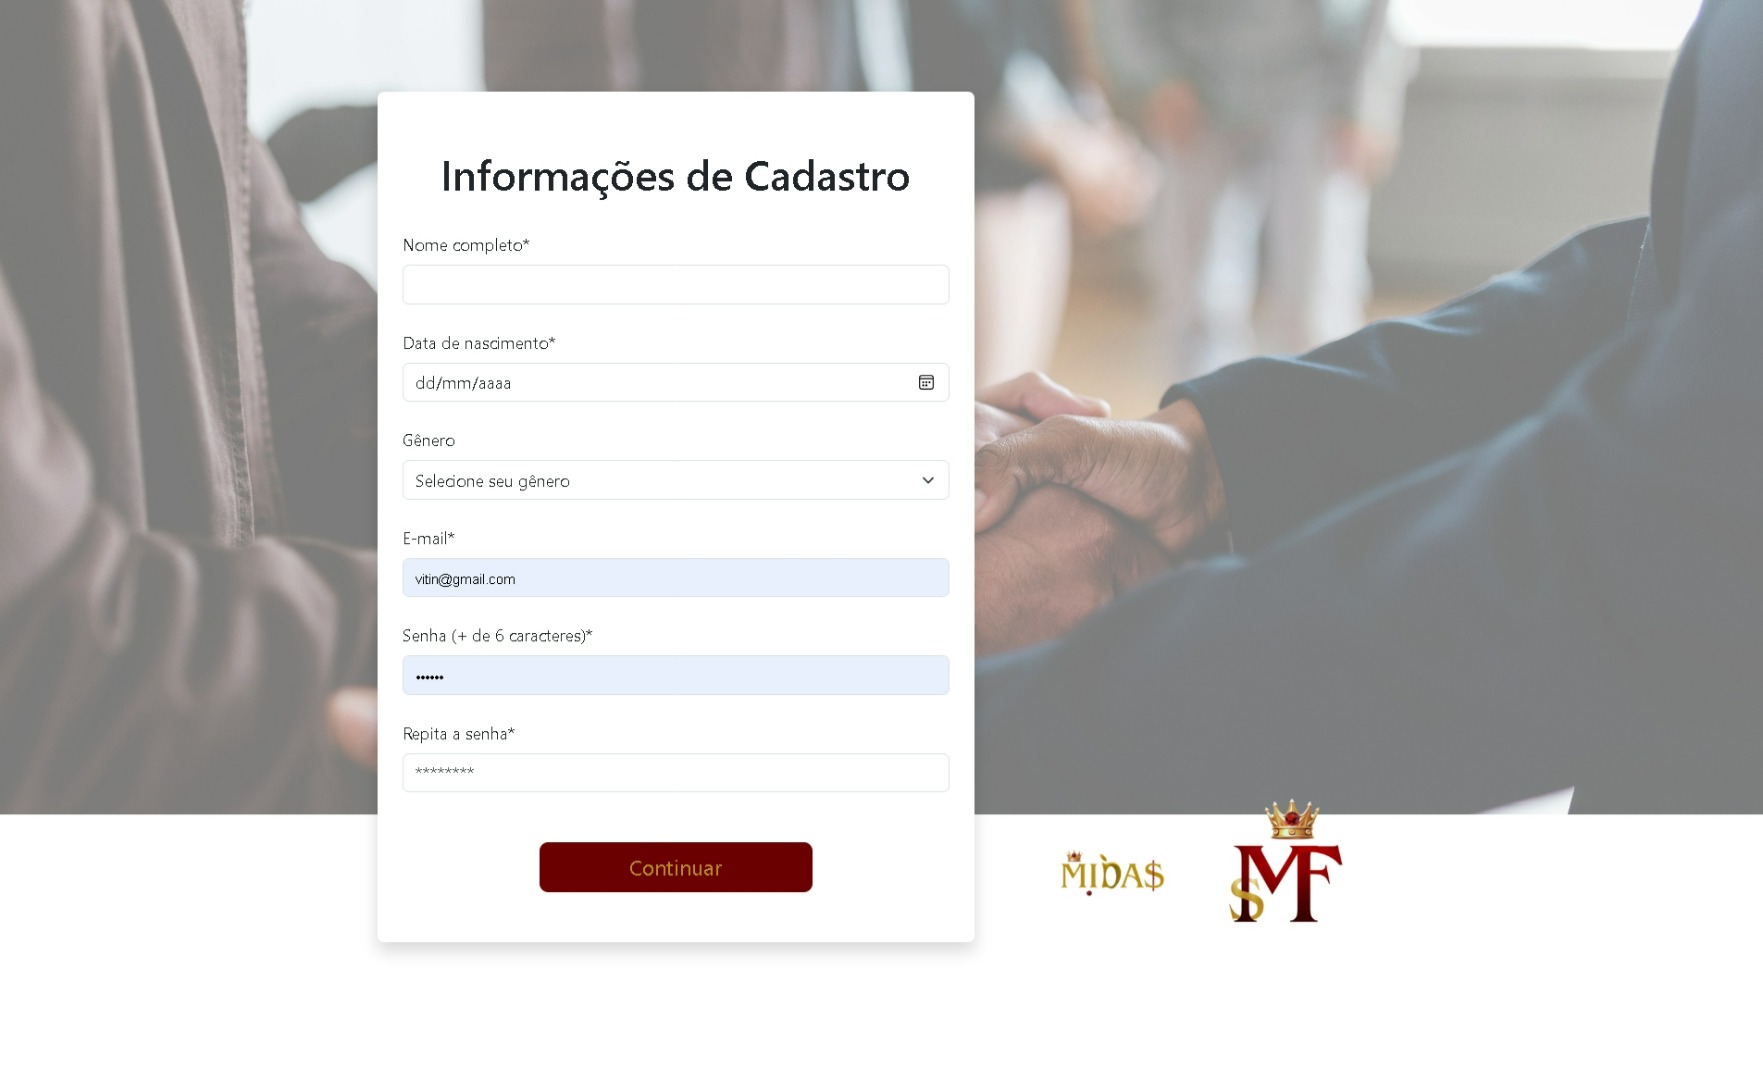 Informações de Cadastro
Nome completo*
Data de nascimento*
dd/mm/aaaa
Gênero
Selecione seu gênero
E-mail*
vitin@gmail.com
Senha (+ de 6 caracteres)*
••••••
Repita a senha*
********
Continuar
MIDA$
$MF